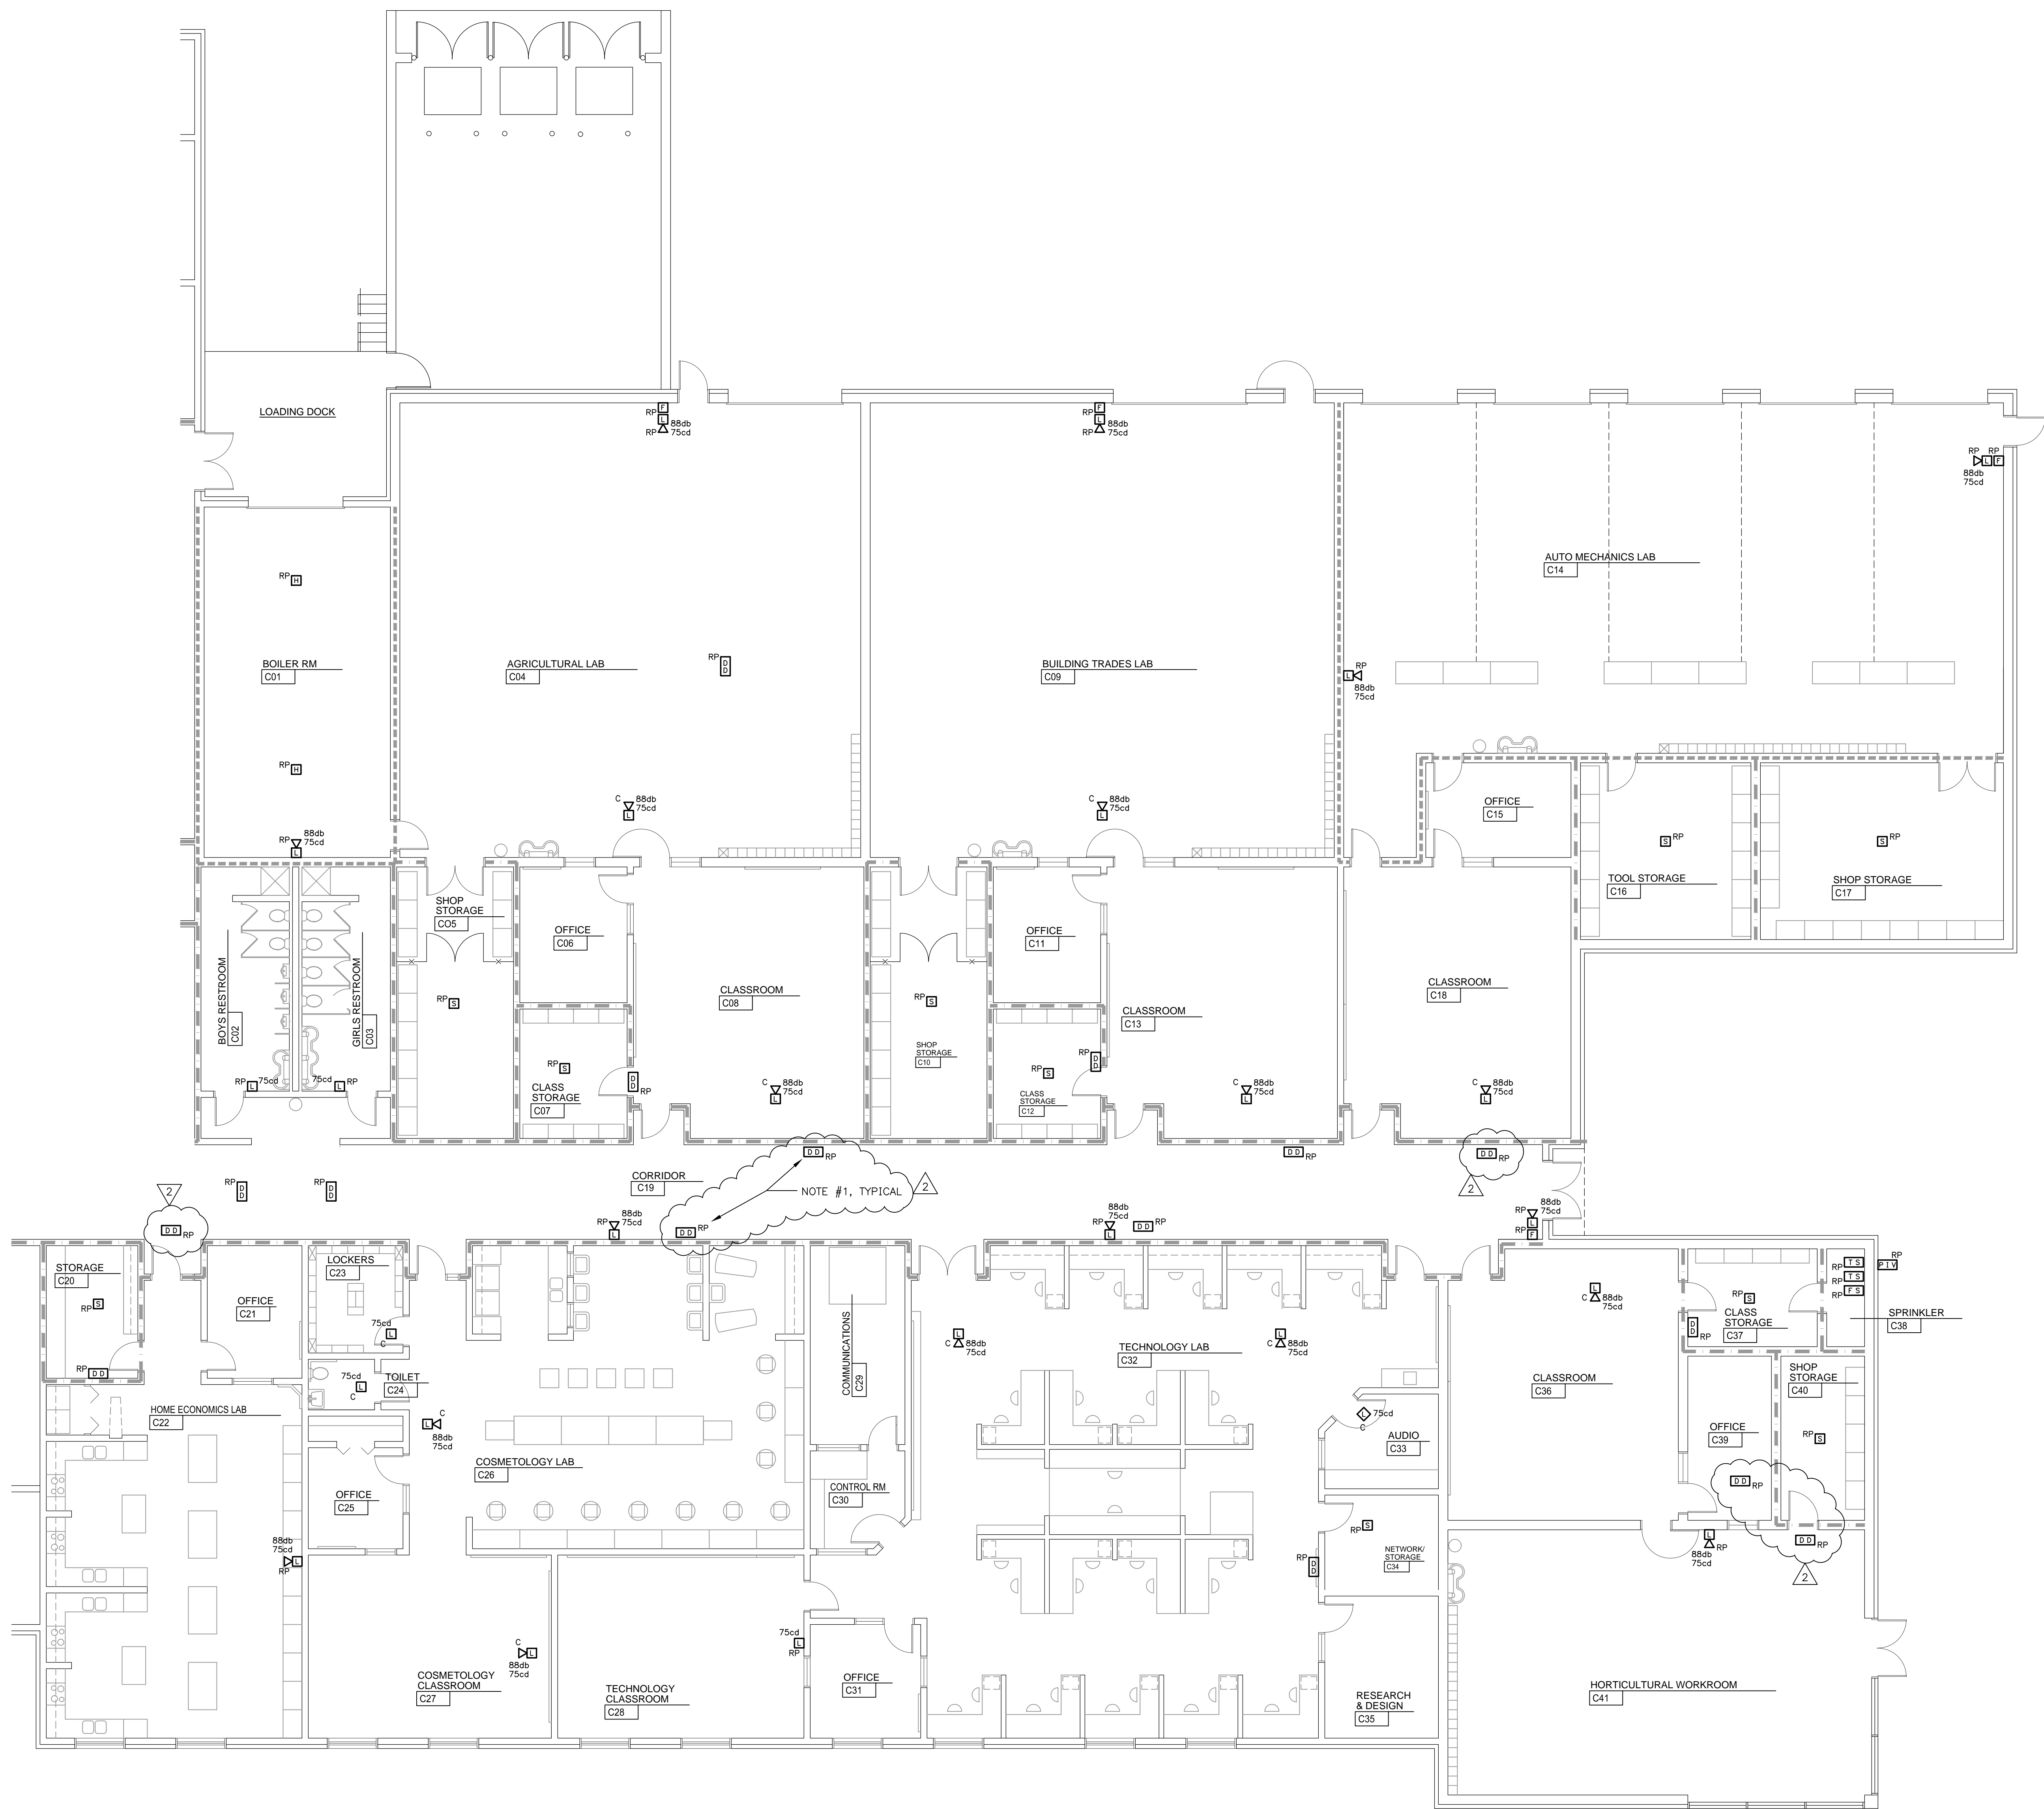 LOADING DOCK
RP F
L 88db
RP 75cd
RP F
L 88db
RP 75cd
RP RP
L F
88db
75cd
AUTO MECHANICS LAB
C14
RP H
BOILER RM
C01
AGRICULTURAL LAB
C04
RP D D
BUILDING TRADES LAB
C09
RP
L
88db
75cd
RP H
C 88db
75cd
L
C 88db
75cd
L
OFFICE
C15
RP 88db
75cd
L
S RP
S RP
TOOL STORAGE
C16
SHOP STORAGE
C17
SHOP
STORAGE
CO5
OFFICE
C06
OFFICE
C11
BOYS RESTROOM
C02
GIRLS RESTROOM
C03
RP S
CLASSROOM
C08
RP S
CLASSROOM
C13
CLASSROOM
C18
SHOP
STORAGE
C10
RP S
CLASS
STORAGE
C07
D D
RP
RP S
RP D D
CLASS
STORAGE
C12
RP L 75cd
75cd L RP
C 88db
75cd
L
C 88db
75cd
L
C 88db
75cd
L
D D RP
D D RP
D D RP
2
CORRIDOR
C19
NOTE #1, TYPICAL
2
2
RP D D
RP D D
D D RP
RP 88db
75cd
L
D D RP
RP 88db
75cd
L
D D RP
88db
RP 75cd
L
RP F
STORAGE
C20
RP S
OFFICE
C21
LOCKERS
C23
75cd
L
C
RP D D
TOILET
C24
75cd
L
C
HOME ECONOMICS LAB
C22
C
L
88db
75cd
COSMETOLOGY LAB
C26
OFFICE
C25
COMMUNICATIONS
C29
CONTROL RM
C30
L
C 88db
75cd
L
C 88db
75cd
TECHNOLOGY LAB
C32
L 75cd
C
AUDIO
C33
L
C 88db
75cd
CLASSROOM
C36
RP S
CLASS
STORAGE
C37
D D
RP
RP T S
RP T S
RP F S
RP
PIV
SPRINKLER
C38
SHOP
STORAGE
C40
OFFICE
C39
RP S
D D
RP
D D RP
2
RP S
NETWORK/
STORAGE
C34
RP D D
L
88db RP
75cd
88db
75cd
L
RP
C
L
88db
75cd
75cd
L
RP
COSMETOLOGY
CLASSROOM
C27
TECHNOLOGY
CLASSROOM
C28
OFFICE
C31
RESEARCH
& DESIGN
C35
HORTICULTURAL WORKROOM
C41